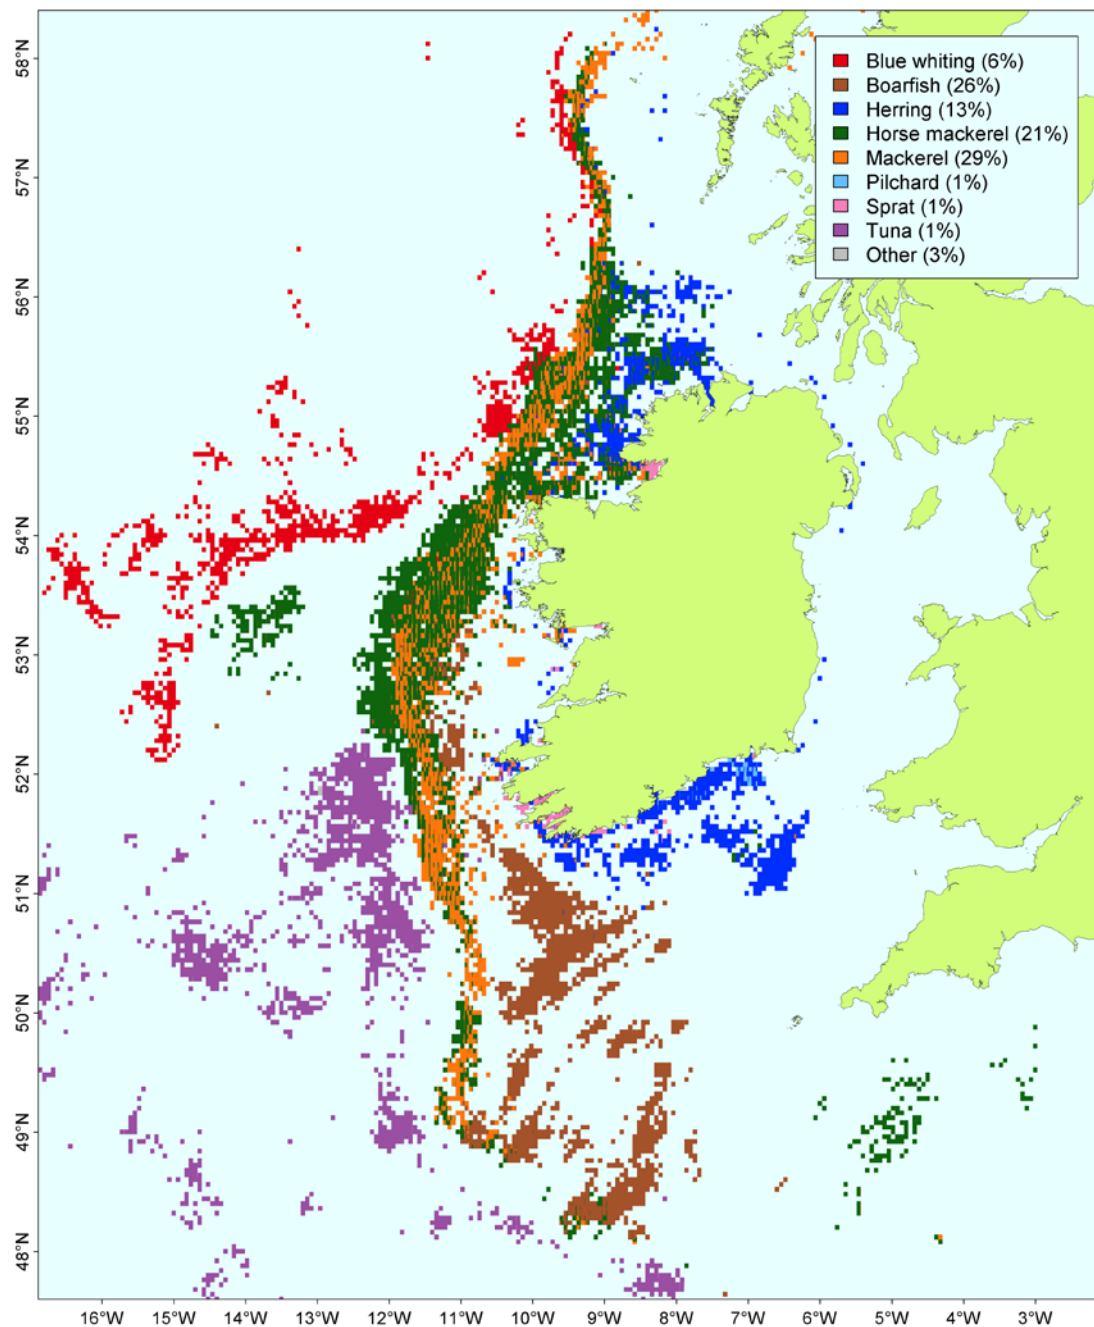 58°N
57°N
56°N
55°N
54°N
53°N
52°N
51°N
50°N
49°N
48°N
Blue whiting (6%)
Boarfish (26%)
Herring (13%)
Horse mackerel (21%)
Mackerel (29%)
Pilchard (1%)
Sprat (1%)
Tuna (1%)
Other (3%)
16°W 15°W 14°W 13°W 12°W 11°W 10°W 9°W 8°W 7°W 6°W 5°W 4°W 3°W